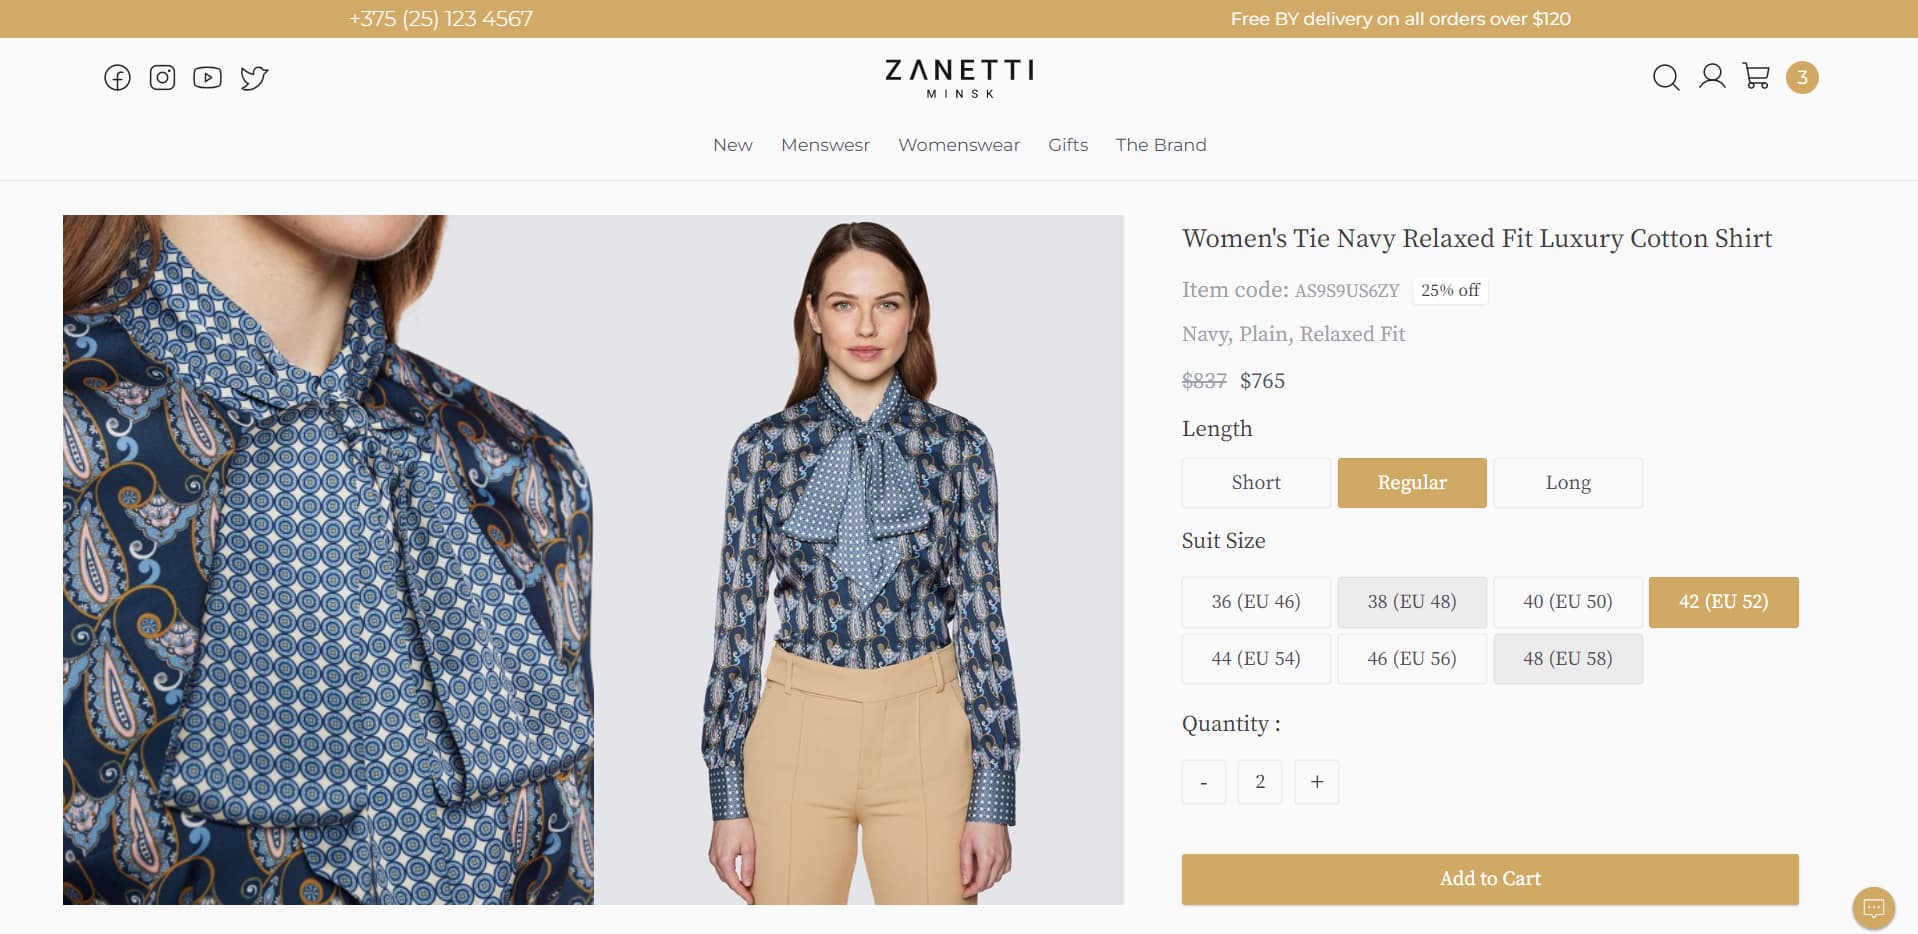 +375 (25) 123 4567
Free BY delivery on all orders over $120
ZANETTI
MINSK
3
New Menswesr Womenswear Gifts The Brand
Women's Tie Navy Relaxed Fit Luxury Cotton Shirt
Item code: AS9S9US6ZY 25% off
Navy, Plain, Relaxed Fit
$837 $765
Length
Short Regular Long
Suit Size
36 (EU 46) 38 (EU 48) 40 (EU 50) 42 (EU 52)
44 (EU 54) 46 (EU 56) 48 (EU 58)
Quantity :
- 2 +
Add to Cart